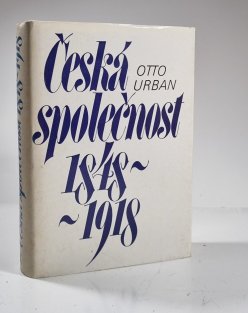 Česká
OTTO
URBAN
společnost
1848~
~1918